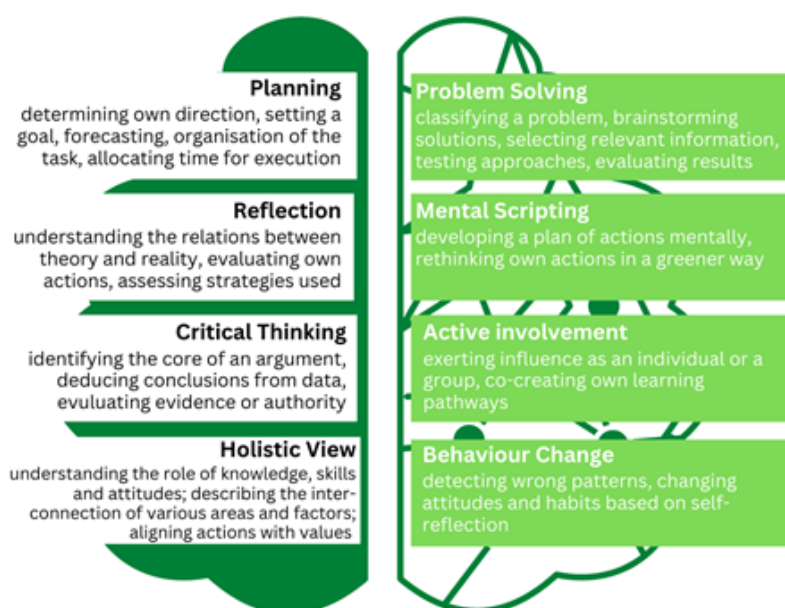 Planning
determining own direction, setting a
goal, forecasting, organisation of the
task, allocating time for execution
Reflection
understanding the relations between
theory and reality, evaluating own
actions, assessing strategies used
Critical Thinking
identifying the core of an argument,
deducing conclusions from data,
evuluating evidence or authority
Holistic View
understanding the role of knowledge, skills
and attitudes; describing the inter-
connection of various areas and factors;
aligning actions with values
Problem Solving
classifying a problem, brainstorming
solutions, selecting relevant information,
testing approaches, evaluating results
Mental Scripting
developing a plan of actions mentally,
rethinking own actions in a greener way
Active involvement
exerting influence as an individual or a
group, co-creating own learning
pathways
Behaviour Change
detecting wrong patterns, changing
attitudes and habits based on self-
reflection